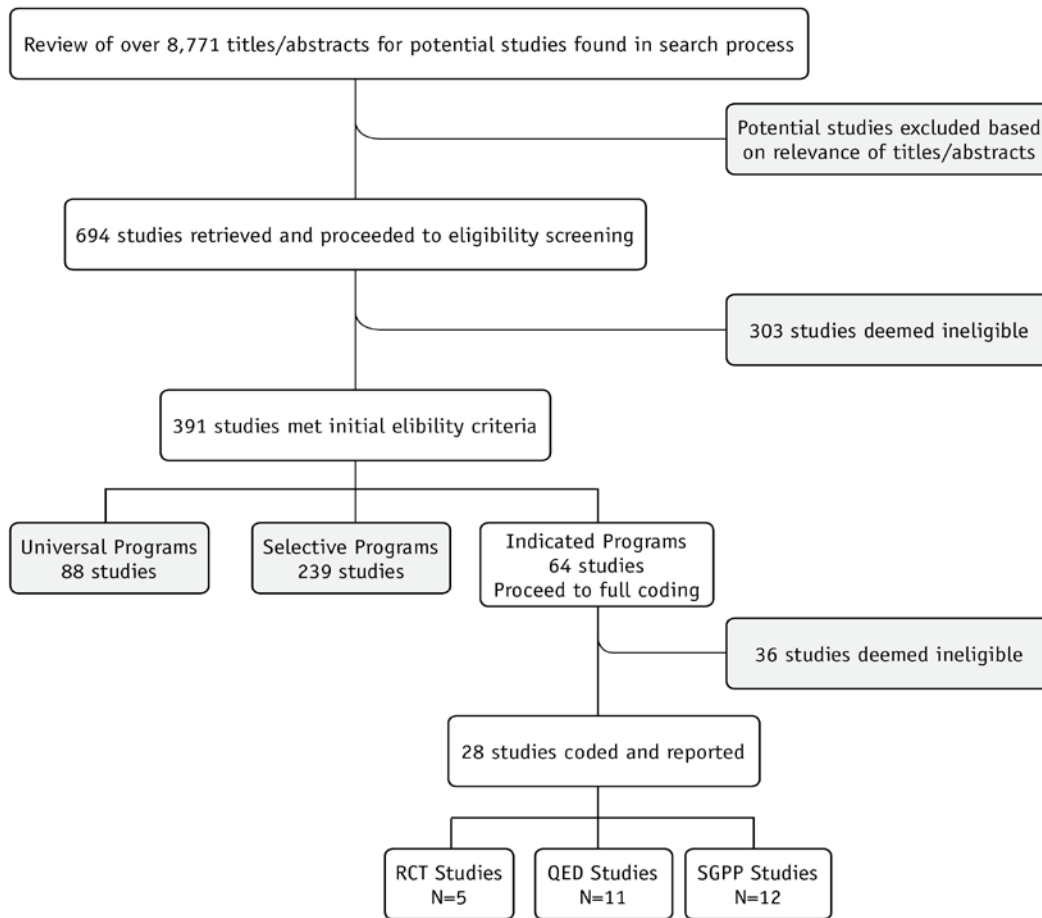 Review of over 8,771 titles/abstracts for potential studies found in search process
Potential studies excluded based
on relevance of titles/abstracts
694 studies retrieved and proceeded to eligibility screening
303 studies deemed ineligible
391 studies met initial elibility criteria
Universal Programs
88 studies
Selective Programs
239 studies
Indicated Programs
64 studies
Proceed to full coding
36 studies deemed ineligible
28 studies coded and reported
RCT Studies
N=5
QED Studies
N=11
SGPP Studies
N=12